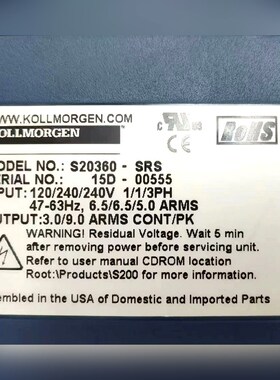 WWW.KOLLMORGEN.COM
KOLLMORGEN
c UL US
CE
RoHS
MODEL NO.: S20360 - SRS
SERIAL NO.: 15D - 00555
INPUT: 120/240/240V 1/1/3PH
47-63Hz, 6.5/6.5/5.0 ARMS
OUTPUT:3.0/9.0 ARMS CONT/PK
WARNING! Residual Voltage. Wait 5 min
after removing power before servicing unit.
Refer to user manual CDROM location
Root:\Products\S200 for more information.
Assembled in the USA of Domestic and Imported Parts